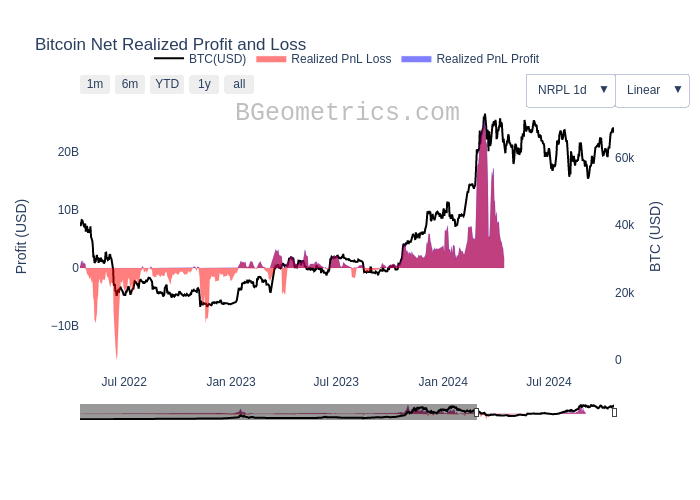 Bitcoin Net Realized Profit and Loss
BTC(USD) Realized PnL Loss Realized PnL Profit
1m 6m YTD 1y all NRPL 1d ▼ Linear ▼
BGeometrics.com
20B
10B
0
−10B
Profit (USD)
60k
40k
20k
0
BTC (USD)
Jul 2022 Jan 2023 Jul 2023 Jan 2024 Jul 2024